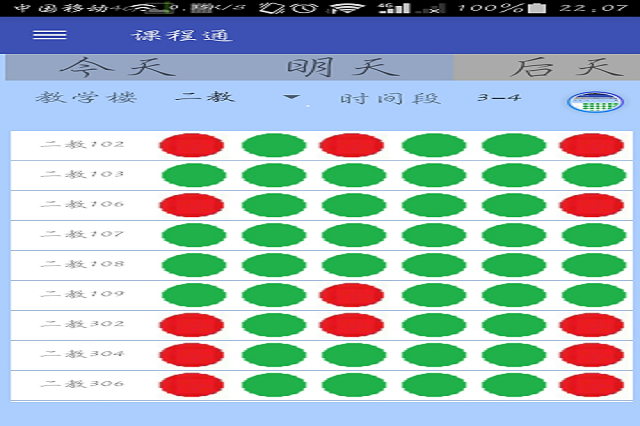 中国移动 100% 22:07
课程通
今天 明天 后天
教学楼 二教 时间段 3-4
二教102
二教103
二教106
二教107
二教108
二教109
二教302
二教304
二教306